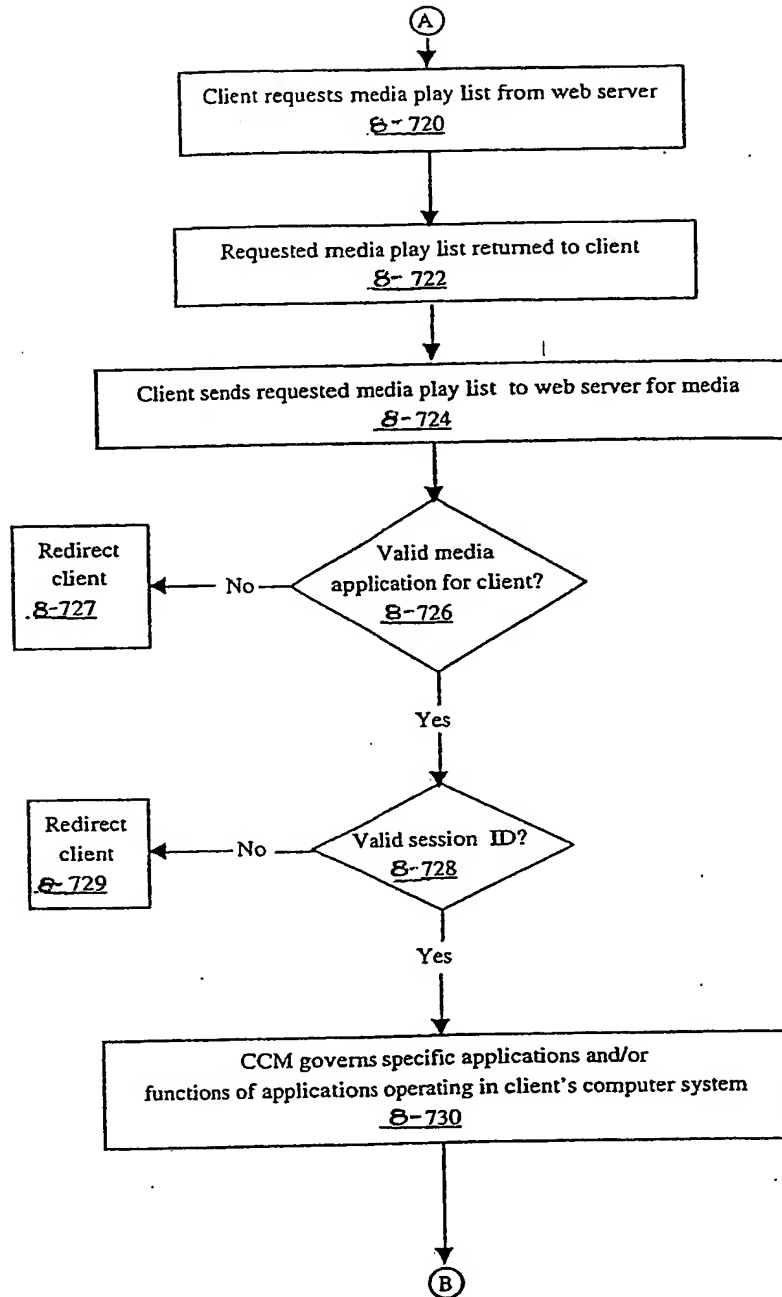 A
Client requests media play list from web server
8-720
Requested media play list returned to client
8-722
Client sends requested media play list to web server for media
8-724
Valid media
application for client?
8-726
No
Redirect
client
8-727
Yes
Valid session ID?
8-728
No
Redirect
client
8-729
Yes
CCM governs specific applications and/or
functions of applications operating in client's computer system
8-730
B